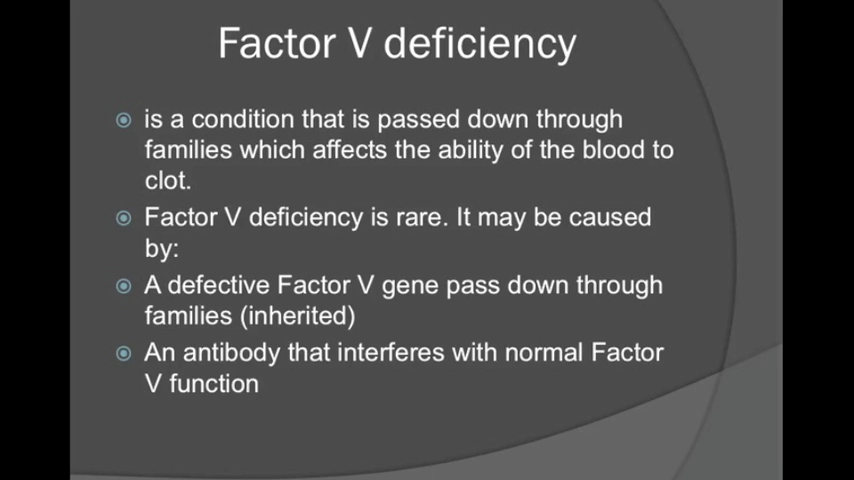 Factor V deficiency
is a condition that is passed down through
families which affects the ability of the blood to
clot.
Factor V deficiency is rare. It may be caused
by:
A defective Factor V gene pass down through
families (inherited)
An antibody that interferes with normal Factor
V function